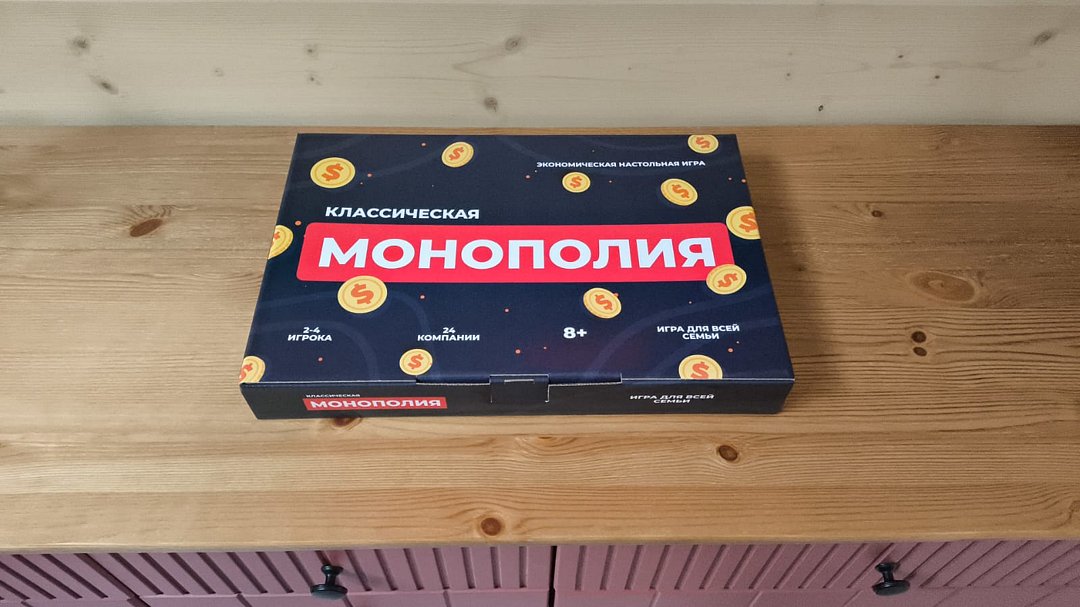 ЭКОНОМИЧЕСКАЯ НАСТОЛЬНАЯ ИГРА
КЛАССИЧЕСКАЯ
МОНОПОЛИЯ
2-4
ИГРОКА
24
КОМПАНИИ
8+
ИГРА ДЛЯ ВСЕЙ
СЕМЬИ
КЛАССИЧЕСКАЯ
МОНОПОЛИЯ
ИГРА ДЛЯ ВСЕЙ
СЕМЬИ